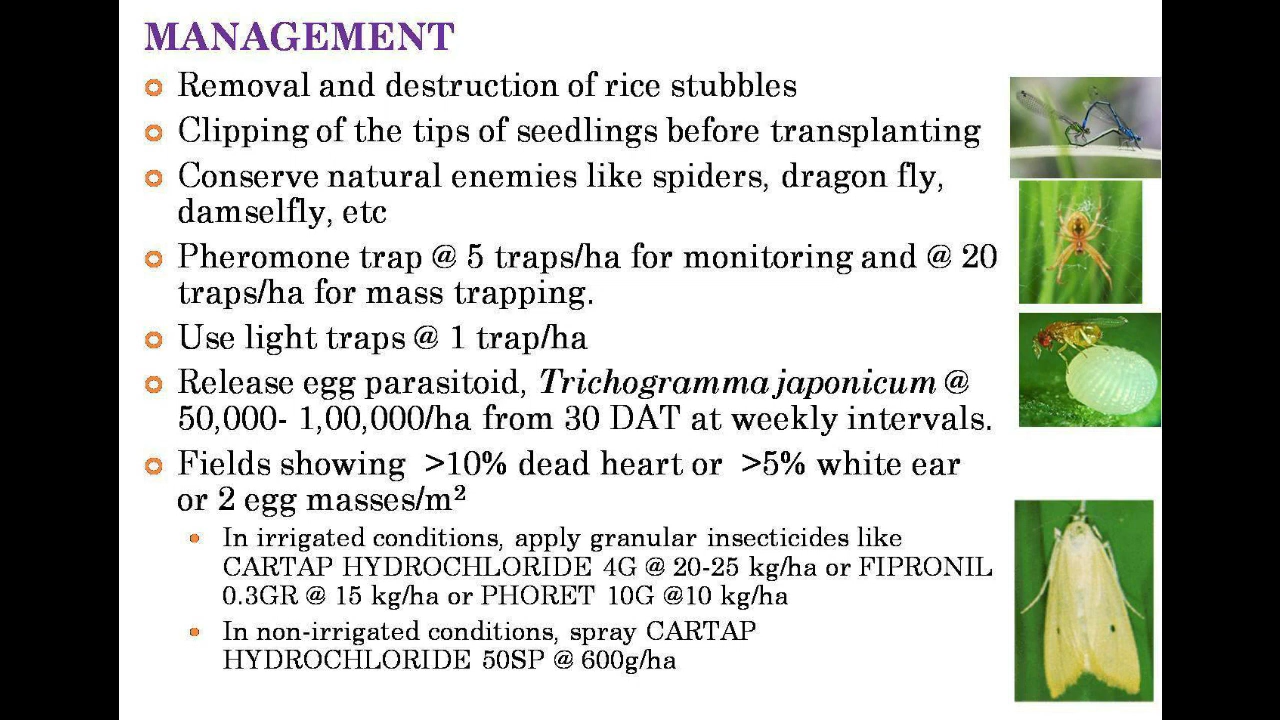 MANAGEMENT
Removal and destruction of rice stubbles
Clipping of the tips of seedlings before transplanting
Conserve natural enemies like spiders, dragon fly,
damselfly, etc
Pheromone trap @ 5 traps/ha for monitoring and @ 20
traps/ha for mass trapping.
Use light traps @ 1 trap/ha
Release egg parasitoid, Trichogramma japonicum @
50,000- 1,00,000/ha from 30 DAT at weekly intervals.
Fields showing >10% dead heart or >5% white ear
or 2 egg masses/m²
In irrigated conditions, apply granular insecticides like
CARTAP HYDROCHLORIDE 4G @ 20-25 kg/ha or FIPRONIL
0.3GR @ 15 kg/ha or PHORET 10G @10 kg/ha
In non-irrigated conditions, spray CARTAP
HYDROCHLORIDE 50SP @ 600g/ha